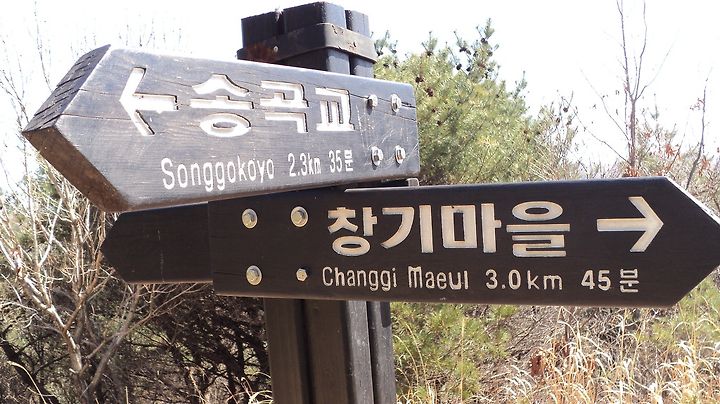 ← 송곡교
Songgokoyo 2.3km 35분
창기마을 →
Changgi Maeul 3.0km 45분